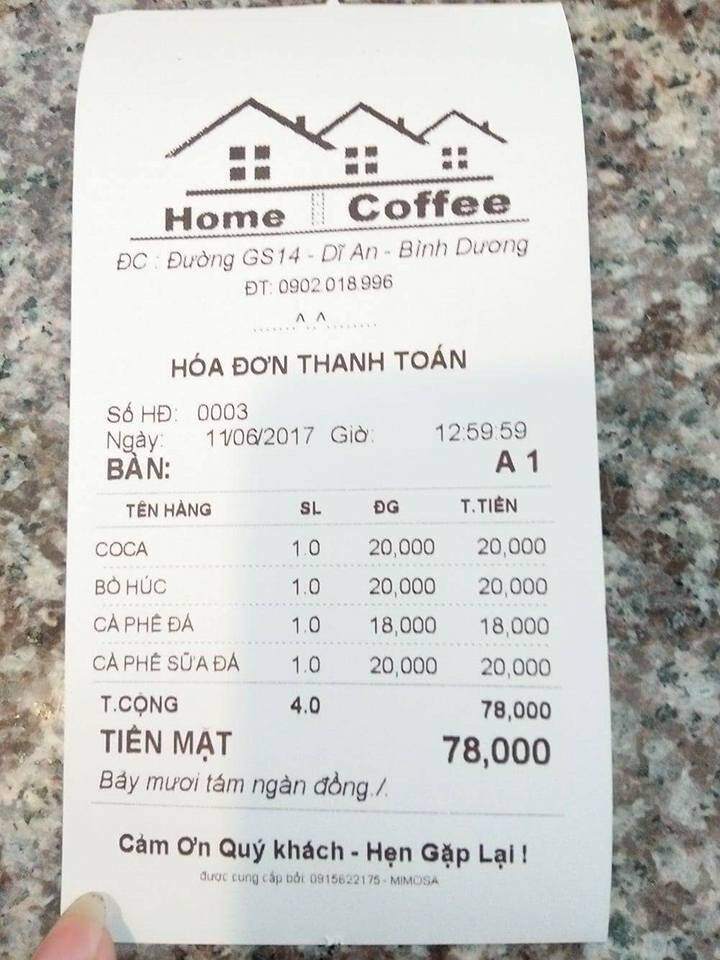 Home Coffee
ĐC : Đường GS14 - Dĩ An - Bình Dương
ĐT: 0902.018.996
........^.^........
HÓA ĐƠN THANH TOÁN
Số HĐ: 0003
Ngày: 11/06/2017 Giờ: 12:59:59
BÀN: A 1
TÊN HÀNG SL ĐG T.TIỀN
COCA 1.0 20,000 20,000
BÒ HÚC 1.0 20,000 20,000
CÀ PHÊ ĐÁ 1.0 18,000 18,000
CÀ PHÊ SỮA ĐÁ 1.0 20,000 20,000
T.CỘNG 4.0 78,000
TIỀN MẶT 78,000
Bảy mươi tám ngàn đồng./.
Cảm Ơn Quý khách - Hẹn Gặp Lại !
được cung cấp bởi: 0915622175 - MIMOSA